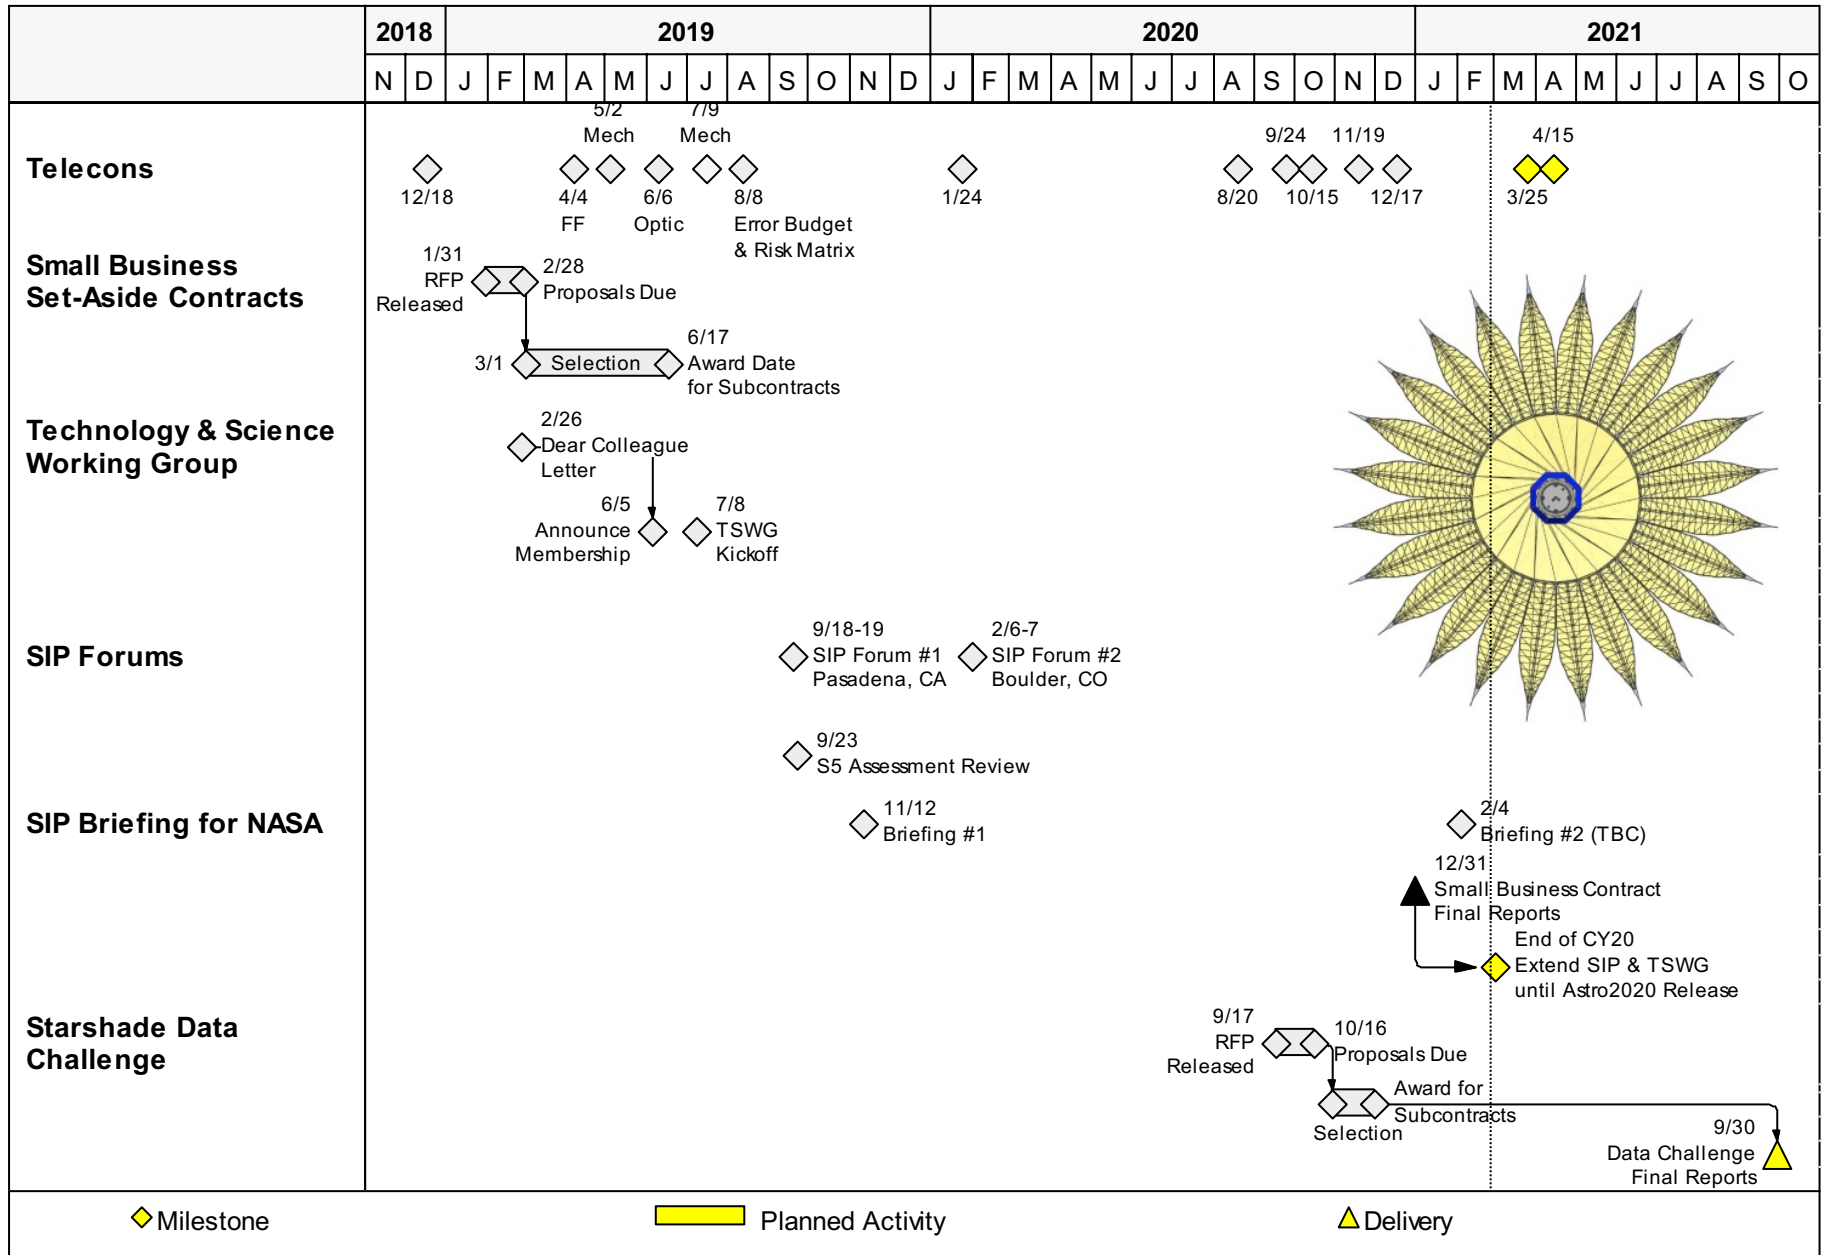 2018 2019 2020 2021
N D J F M A M J J A S O N D J F M A M J J A S O N D J F M A M J J A S O
5/2 7/9
Mech Mech 9/24 11/19 4/15
Telecons
12/18 4/4 6/6 8/8 1/24 8/20 10/15 12/17 3/25
FF Optic Error Budget
& Risk Matrix
Small Business
Set-Aside Contracts
1/31
RFP
Released
2/28
Proposals Due
3/1 Selection
6/17
Award Date
for Subcontracts
Technology & Science
Working Group
2/26
Dear Colleague
Letter
6/5
Announce
Membership
7/8
TSWG
Kickoff
SIP Forums
9/18-19
SIP Forum #1
Pasadena, CA
2/6-7
SIP Forum #2
Boulder, CO
9/23
S5 Assessment Review
SIP Briefing for NASA
11/12
Briefing #1
2/4
Briefing #2 (TBC)
12/31
Small Business Contract
Final Reports
End of CY20
Extend SIP & TSWG
until Astro2020 Release
Starshade Data
Challenge
9/17
RFP
Released
10/16
Proposals Due
Selection
Award for
Subcontracts
9/30
Data Challenge
Final Reports
Milestone Planned Activity Delivery